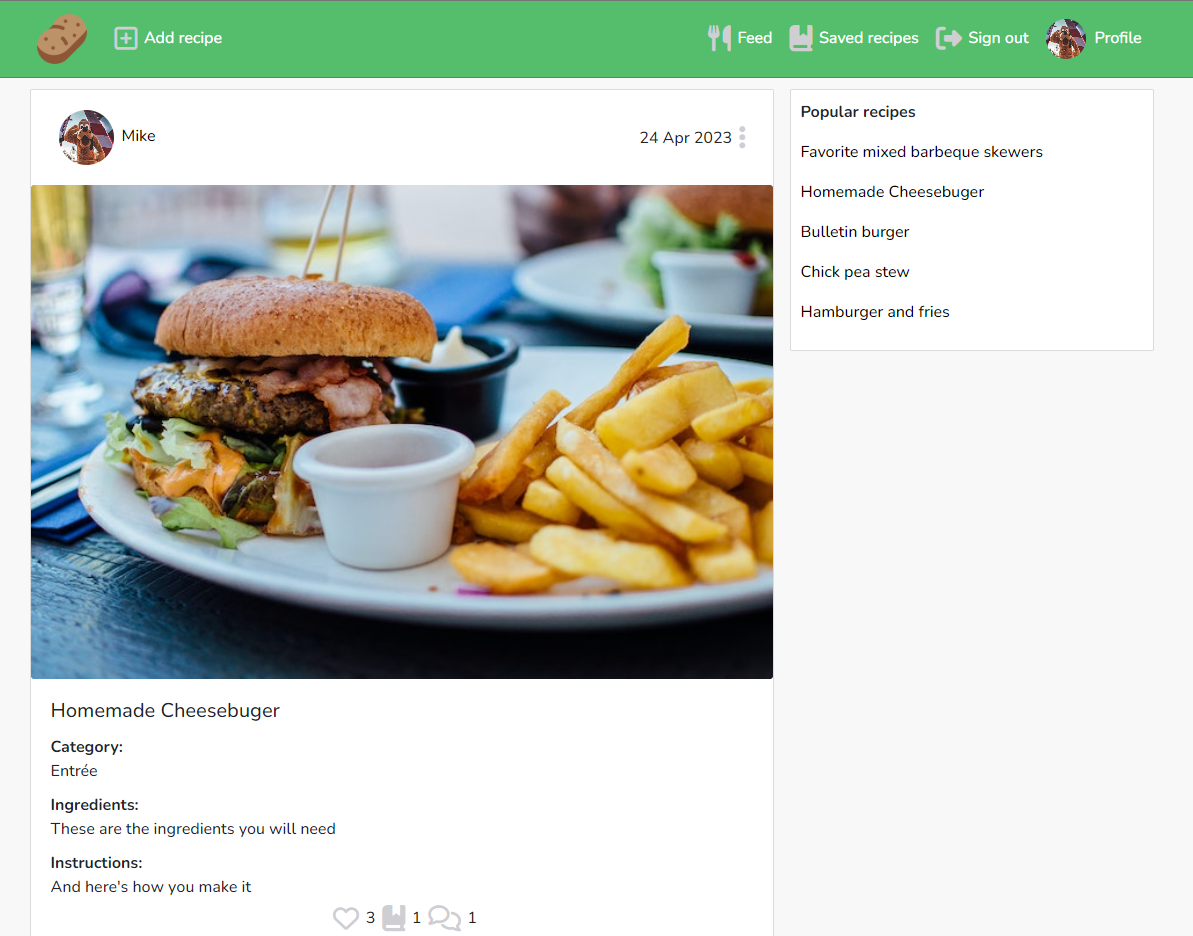 Add recipe
Feed
Saved recipes
Sign out
Profile
Mike
24 Apr 2023
Homemade Cheesebuger
Category:
Entrée
Ingredients:
These are the ingredients you will need
Instructions:
And here's how you make it
3
1
1
Popular recipes
Favorite mixed barbeque skewers
Homemade Cheesebuger
Bulletin burger
Chick pea stew
Hamburger and fries